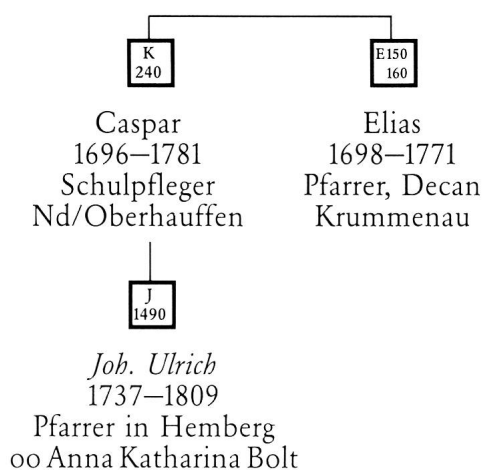 K
240
Caspar
1696–1781
Schulpfleger
Nd/Oberhauffen
E150
160
Elias
1698–1771
Pfarrer, Decan
Krummenau
J
1490
Joh. Ulrich
1737–1809
Pfarrer in Hemberg
oo Anna Katharina Bolt